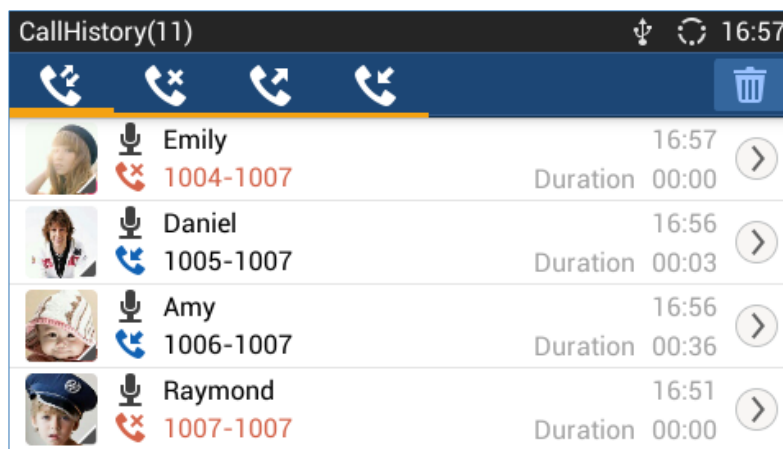 CallHistory(11) 16:57
Emily 16:57
1004-1007 Duration 00:00
Daniel 16:56
1005-1007 Duration 00:03
Amy 16:56
1006-1007 Duration 00:36
Raymond 16:51
1007-1007 Duration 00:00